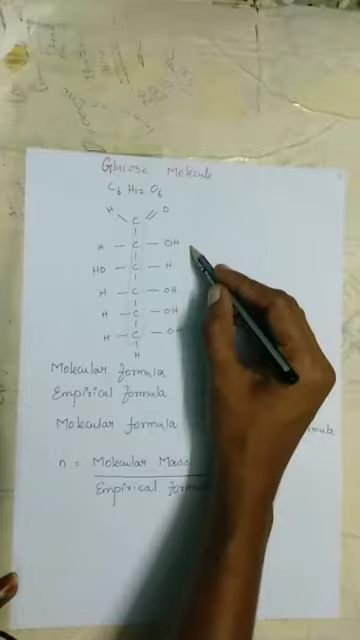 Glucose Molecule
C6 H12 O6
H O
C
H — C — OH
HO — C — H
H — C — OH
H — C — OH
H — C — OH
H
Molecular formula
Empirical formula
Molecular formula
n = Molecular Mass
Empirical